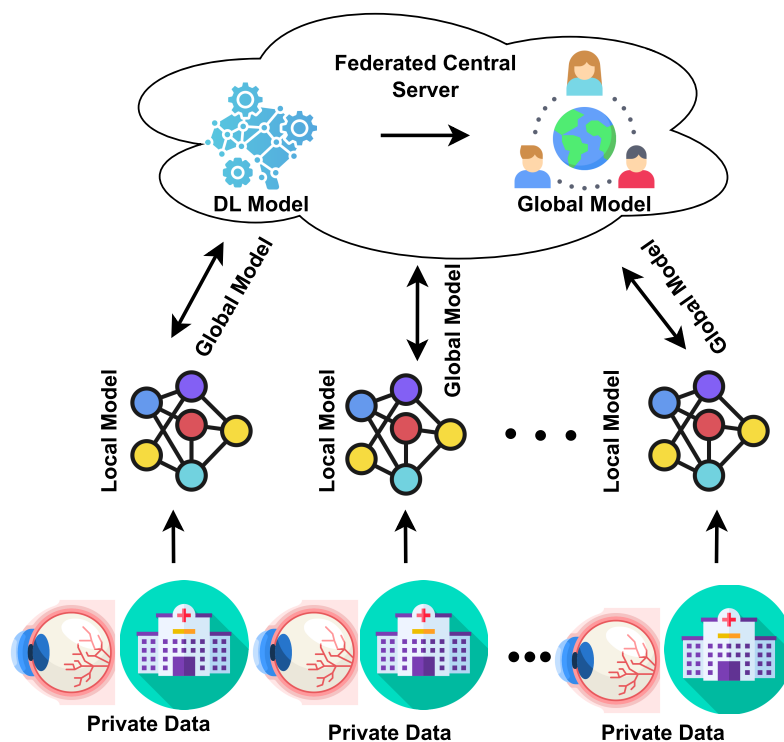 Federated Central
Server
DL Model
Global Model
Global Model
Global Model
Global Model
Local Model
Local Model
Local Model
Private Data
Private Data
Private Data